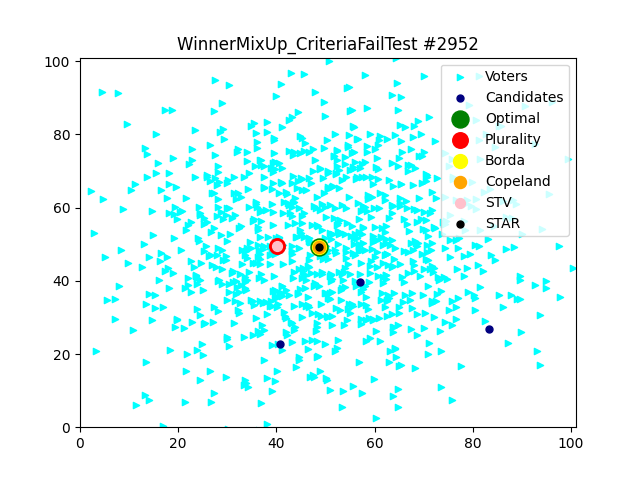 WinnerMixUp_CriteriaFailTest #2952
100
80
60
40
20
0
0
20
40
60
80
100
Voters
Candidates
Optimal
Plurality
Borda
Copeland
STV
STAR